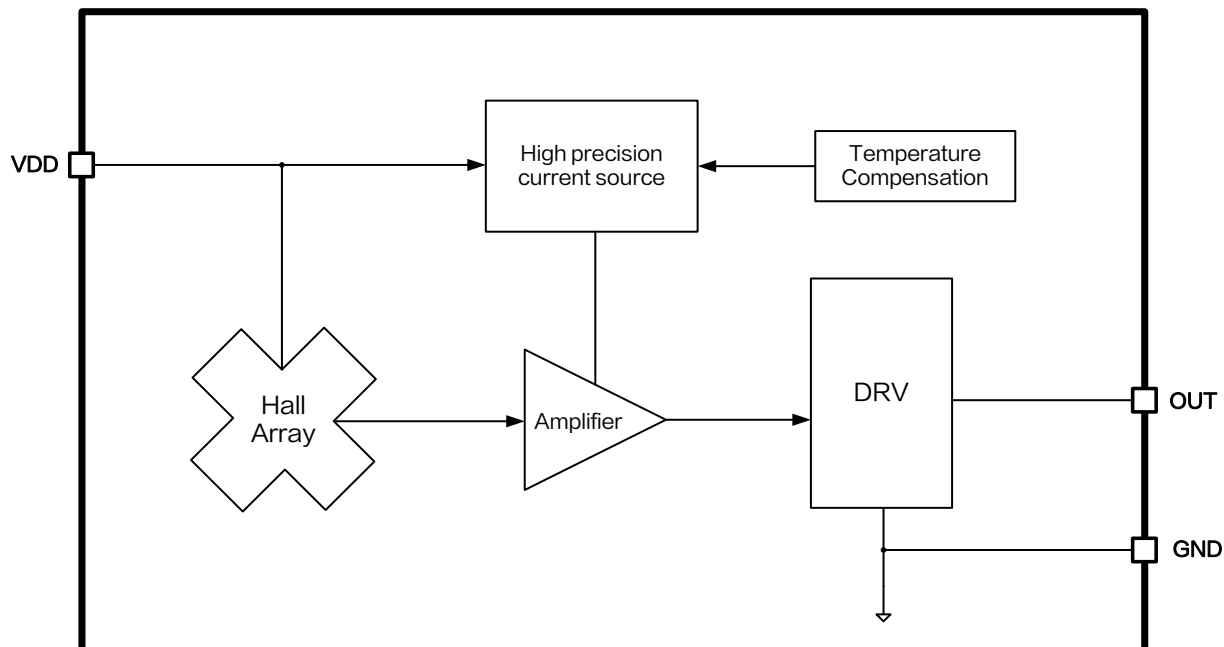 VDD
High precision
current source
Temperature
Compensation
Hall
Array
Amplifier
DRV
OUT
GND